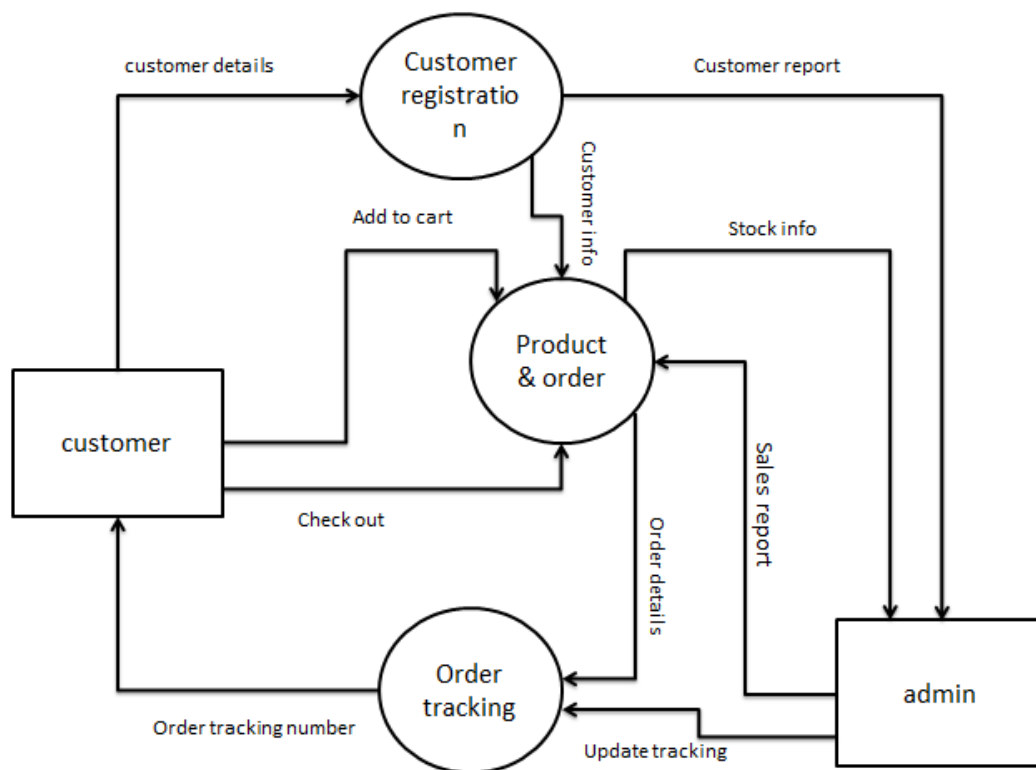 customer details
Customer
registratio
n
Customer report
Customer info
Add to cart
Stock info
Product
& order
customer
Check out
Sales report
Order details
Order
tracking
admin
Order tracking number
Update tracking